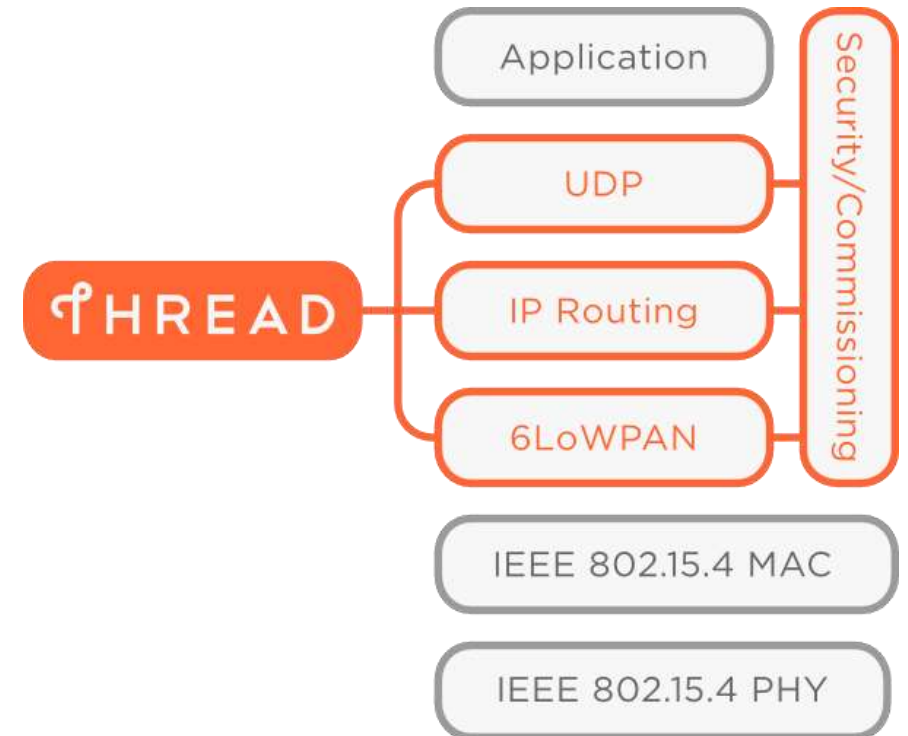 Application
Security/Commissioning
UDP
THREAD
IP Routing
6LoWPAN
IEEE 802.15.4 MAC
IEEE 802.15.4 PHY